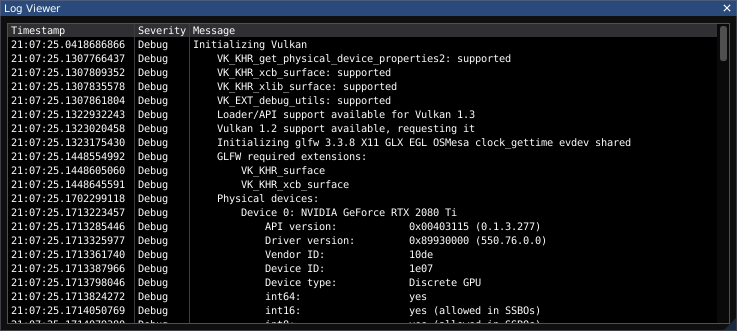 Log Viewer
Timestamp Severity Message
21:07:25.0418686866 Debug Initializing Vulkan
21:07:25.1307766437 Debug VK_KHR_get_physical_device_properties2: supported
21:07:25.1307809352 Debug VK_KHR_xcb_surface: supported
21:07:25.1307835578 Debug VK_KHR_xlib_surface: supported
21:07:25.1307861804 Debug VK_EXT_debug_utils: supported
21:07:25.1322932243 Debug Loader/API support available for Vulkan 1.3
21:07:25.1323020458 Debug Vulkan 1.2 support available, requesting it
21:07:25.1323175430 Debug Initializing glfw 3.3.8 X11 GLX EGL OSMesa clock_gettime evdev shared
21:07:25.1448554992 Debug GLFW required extensions:
21:07:25.1448605060 Debug VK_KHR_surface
21:07:25.1448645591 Debug VK_KHR_xcb_surface
21:07:25.1702299118 Debug Physical devices:
21:07:25.1713223457 Debug Device 0: NVIDIA GeForce RTX 2080 Ti
21:07:25.1713285446 Debug API version: 0x00403115 (0.1.3.277)
21:07:25.1713325977 Debug Driver version: 0x89930000 (550.76.0.0)
21:07:25.1713361740 Debug Vendor ID: 10de
21:07:25.1713387966 Debug Device ID: 1e07
21:07:25.1713798046 Debug Device type: Discrete GPU
21:07:25.1713824272 Debug int64: yes
21:07:25.1714050769 Debug int16: yes (allowed in SSBOs)
Debug int8: yes (allowed in SSBOs)